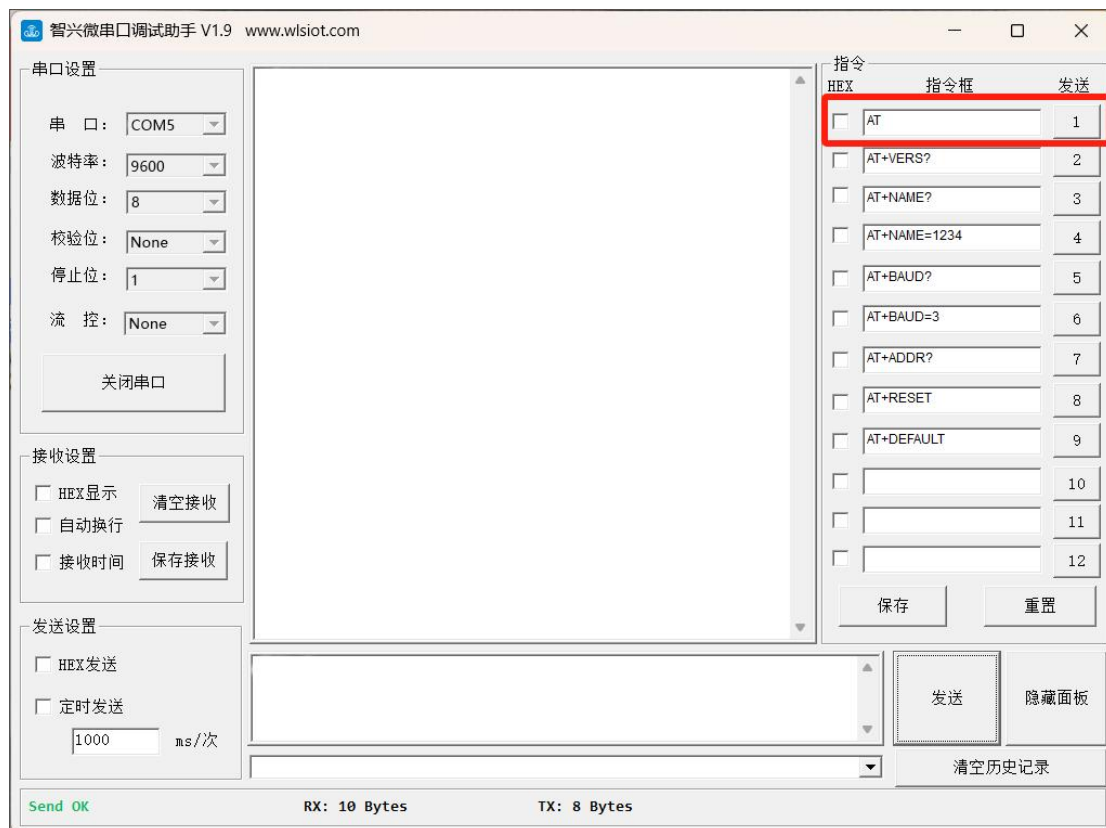 智兴微串口调试助手 V1.9 www.wlsiot.com
串口设置
串 口： COM5
波特率： 9600
数据位： 8
校验位： None
停止位： 1
流 控： None
关闭串口
接收设置
HEX显示
清空接收
自动换行
接收时间
保存接收
发送设置
HEX发送
定时发送
1000 ms/次
指令
HEX 指令框 发送
AT 1
AT+VERS? 2
AT+NAME? 3
AT+NAME=1234 4
AT+BAUD? 5
AT+BAUD=3 6
AT+ADDR? 7
AT+RESET 8
AT+DEFAULT 9
10
11
12
保存 重置
发送 隐藏面板
清空历史记录
Send OK RX: 10 Bytes TX: 8 Bytes